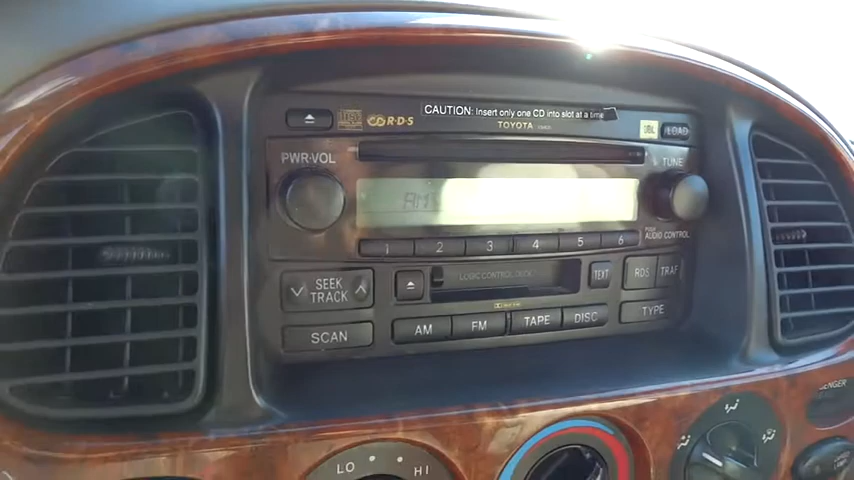 CAUTION: Insert only one CD into slot at a time.
R·D·S
TOYOTA
JBL
LOAD
PWR·VOL
TUNE
AM
AUDIO CONTROL
1 2 3 4 5 6
LOGIC CONTROL DECK
SEEK
TRACK
TEXT
RDS
TRAF
SCAN
AM
FM
TAPE
DISC
TYPE
LO
HI